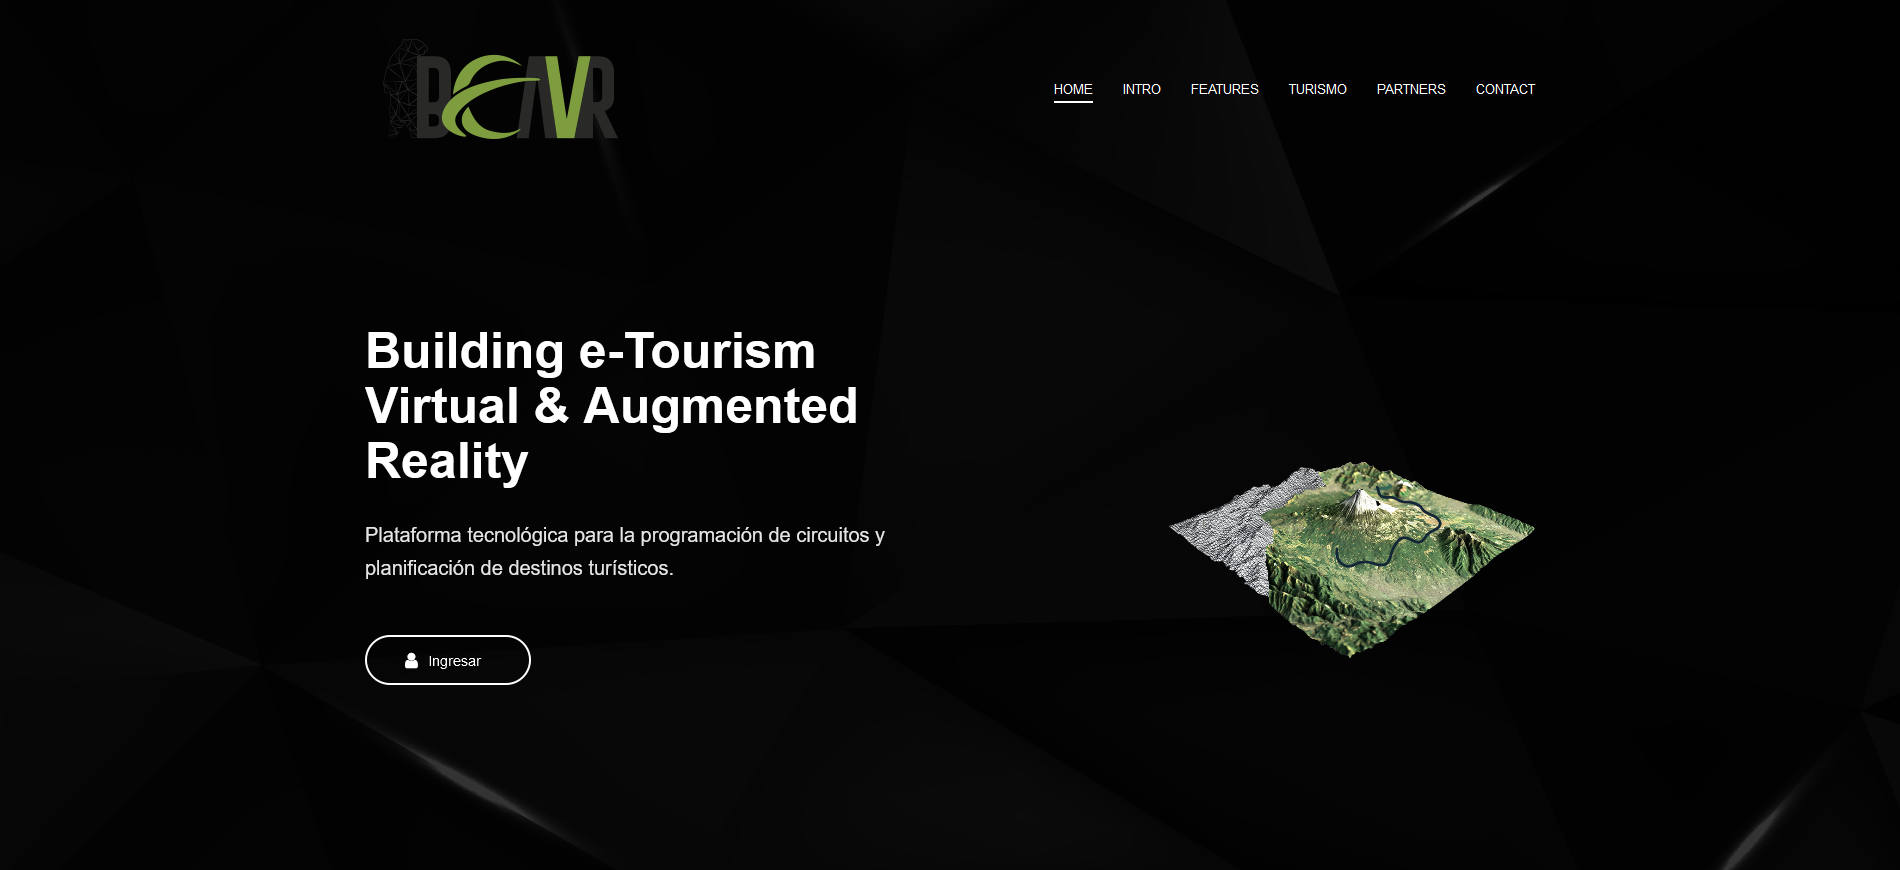 BEAVR
HOME INTRO FEATURES TURISMO PARTNERS CONTACT
Building e-Tourism
Virtual & Augmented
Reality
Plataforma tecnológica para la programación de circuitos y
planificación de destinos turísticos.
Ingresar